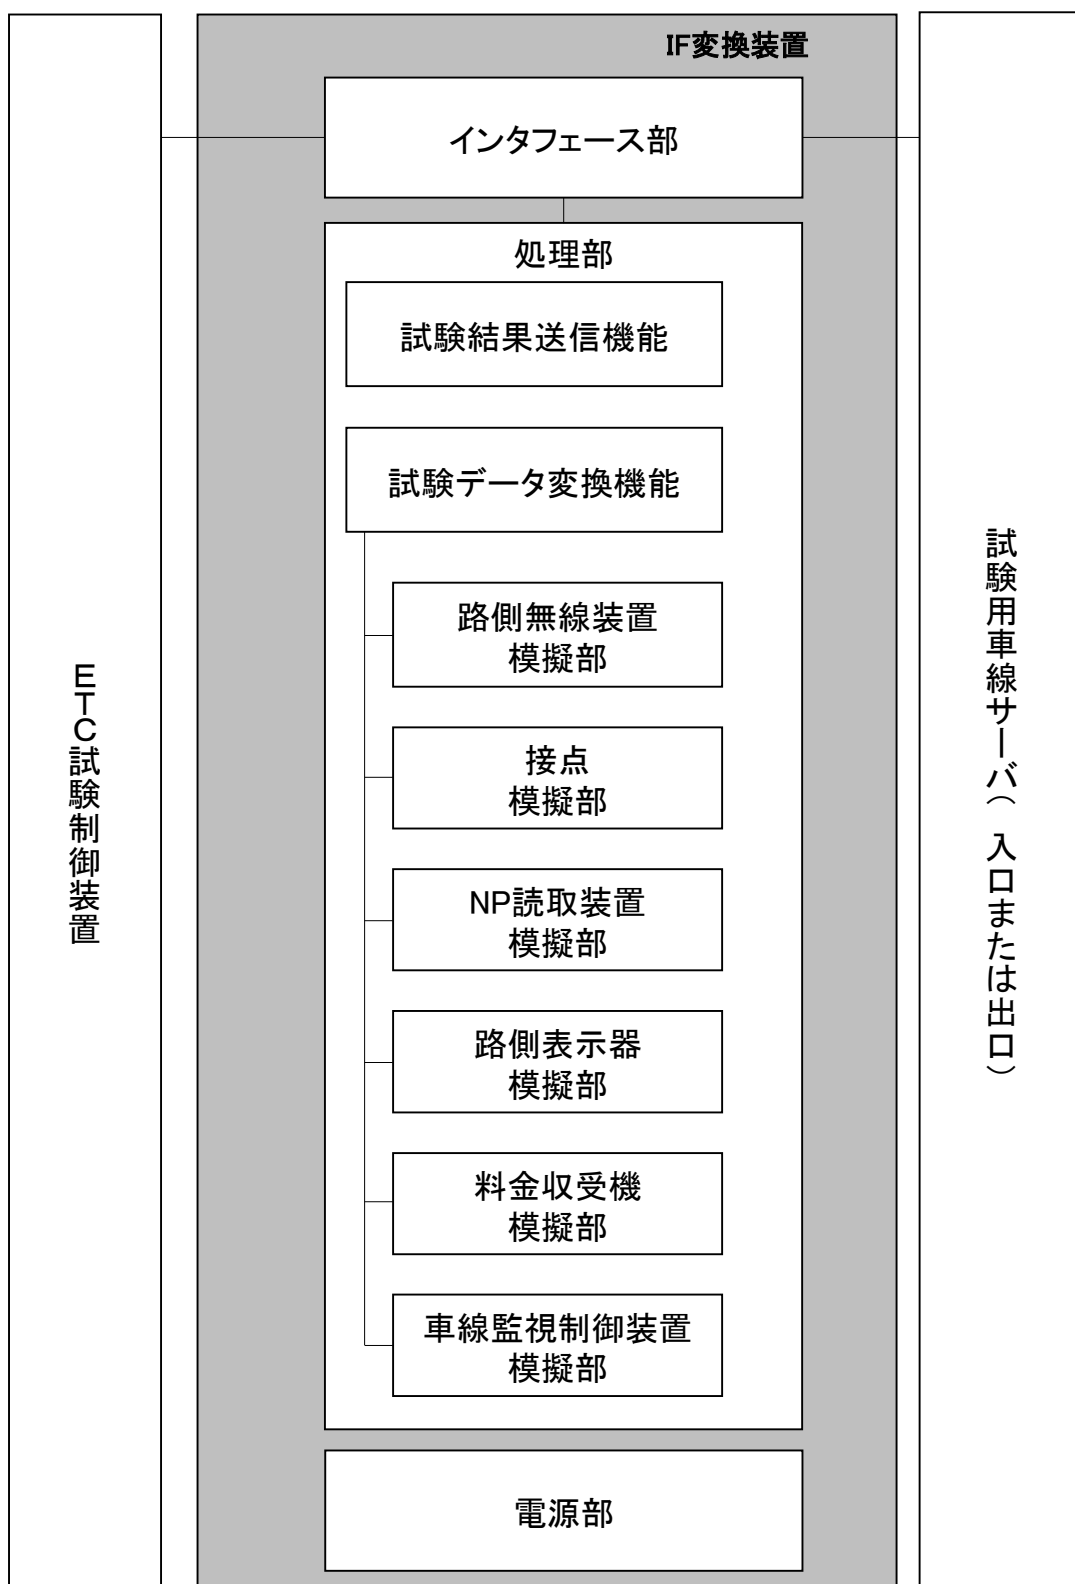 IF変換装置
インタフェース部
処理部
試験結果送信機能
試験データ変換機能
路側無線装置
模擬部
接点
模擬部
NP読取装置
模擬部
路側表示器
模擬部
料金収受機
模擬部
車線監視制御装置
模擬部
電源部
ETC試験制御装置
試験用車線サーバ(入口または出口)